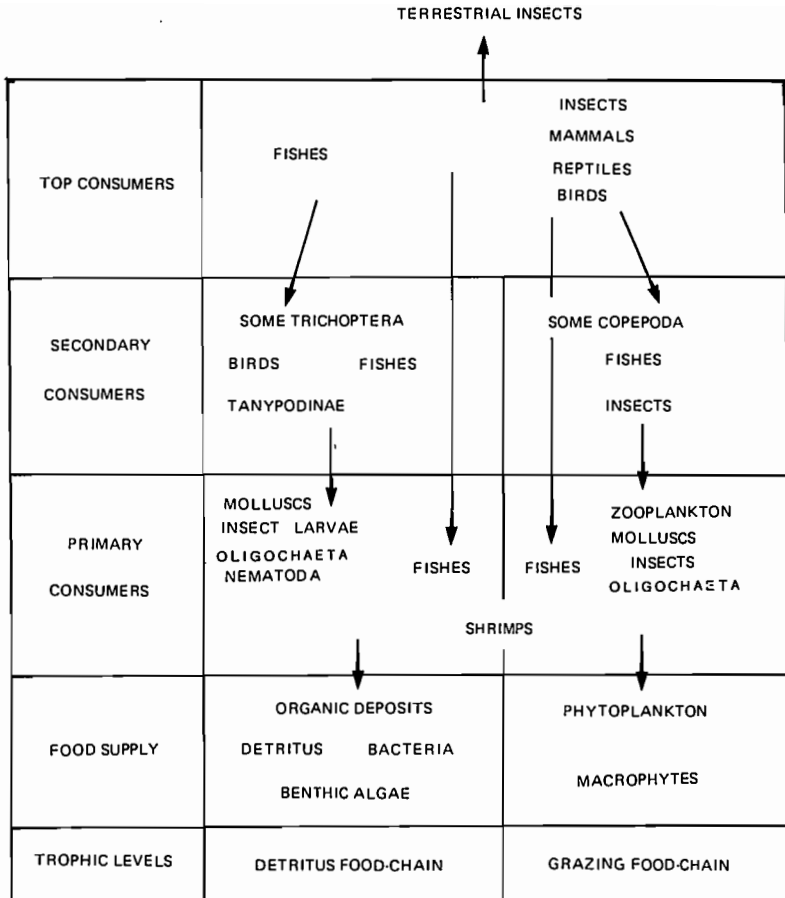 TERRESTRIAL INSECTS
TOP CONSUMERS
FISHES
INSECTS
MAMMALS
REPTILES
BIRDS
SECONDARY
CONSUMERS
SOME TRICHOPTERA
BIRDS FISHES
TANYPODINAE
SOME COPEPODA
FISHES
INSECTS
PRIMARY
CONSUMERS
MOLLUSCS
INSECT LARVAE
OLIGOCHAETA
NEMATODA
FISHES
FISHES
ZOOPLANKTON
MOLLUSCS
INSECTS
OLIGOCHAETA
SHRIMPS
FOOD SUPPLY
ORGANIC DEPOSITS
DETRITUS BACTERIA
BENTHIC ALGAE
PHYTOPLANKTON
MACROPHYTES
TROPHIC LEVELS
DETRITUS FOOD-CHAIN
GRAZING FOOD-CHAIN